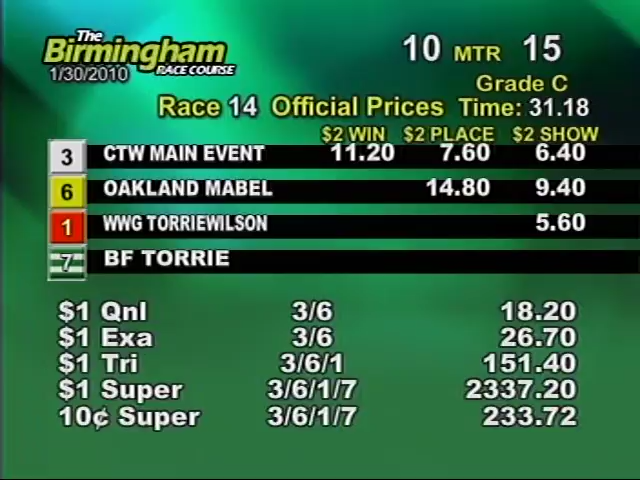 The
Birmingham
RACE COURSE
1/30/2010
10 MTR 15
Grade C
Race 14 Official Prices Time: 31.18
$2 WIN $2 PLACE $2 SHOW
3 CTW MAIN EVENT 11.20 7.60 6.40
6 OAKLAND MABEL 14.80 9.40
1 WWG TORRIEWILSON 5.60
7 BF TORRIE
$1 Qnl 3/6 18.20
$1 Exa 3/6 26.70
$1 Tri 3/6/1 151.40
$1 Super 3/6/1/7 2337.20
10¢ Super 3/6/1/7 233.72